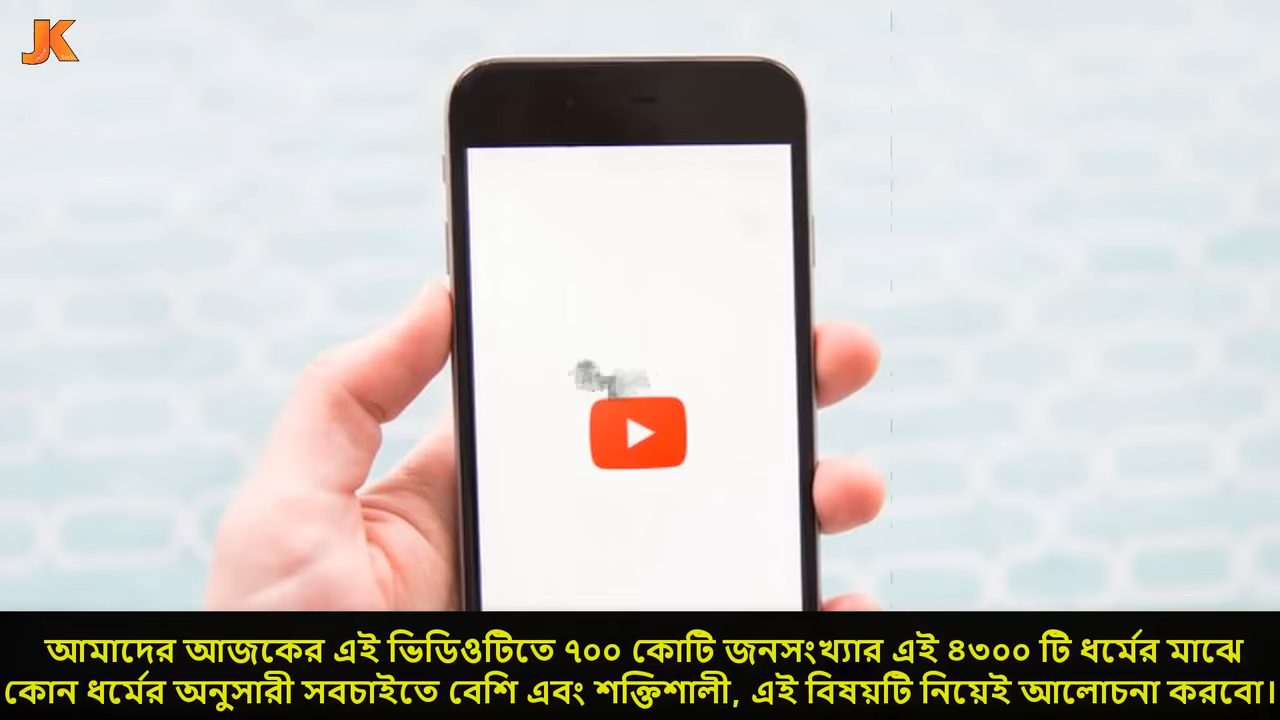 JK
আমাদের আজকের এই ভিডিওটিতে ৭০০ কোটি জনসংখ্যার এই ৪৩০০ টি ধর্মের মাঝে
কোন ধর্মের অনুসারী সবচাইতে বেশি এবং শক্তিশালী, এই বিষয়টি নিয়েই আলোচনা করবো।